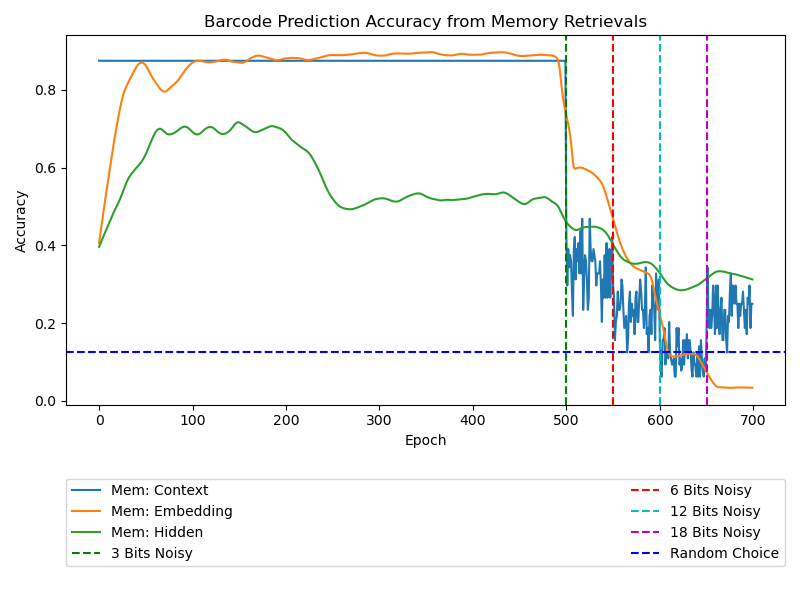 Barcode Prediction Accuracy from Memory Retrievals
Accuracy
0.8
0.6
0.4
0.2
0.0
0 100 200 300 400 500 600 700
Epoch
Mem: Context
Mem: Embedding
Mem: Hidden
3 Bits Noisy
6 Bits Noisy
12 Bits Noisy
18 Bits Noisy
Random Choice